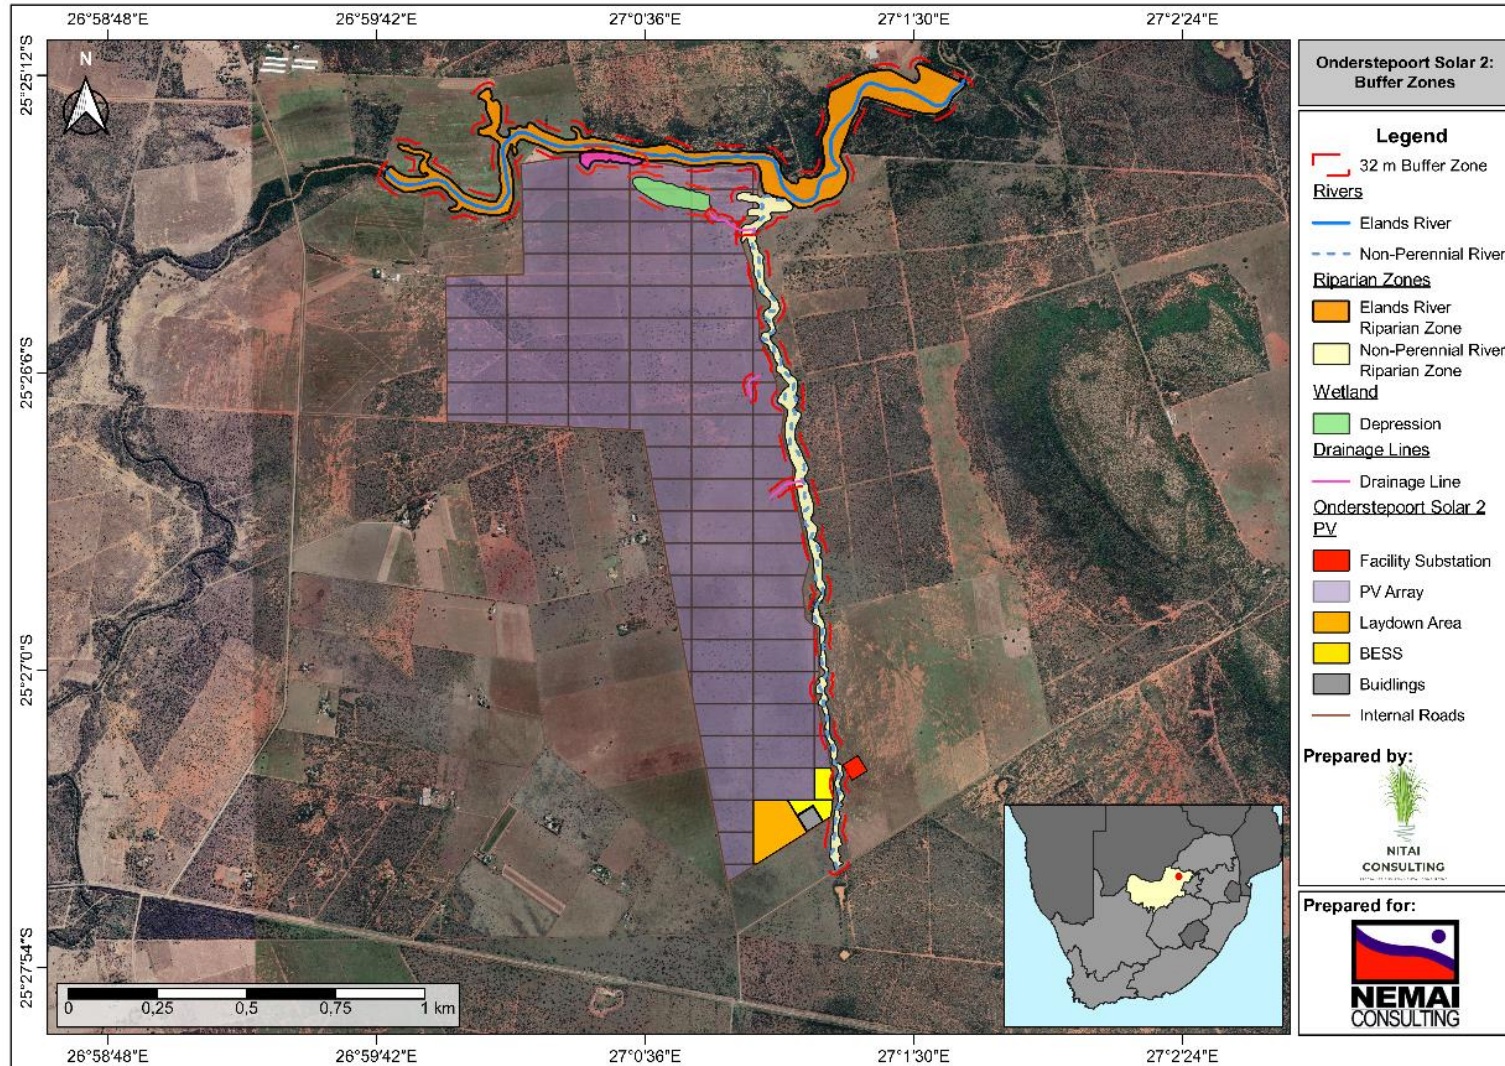 26°58'48"E 26°59'42"E 27°0'36"E 27°1'30"E 27°2'24"E
25°25'12"S
25°26'6"S
25°27'0"S
25°27'54"S
N
0 0,25 0,5 0,75 1 km
26°58'48"E 26°59'42"E 27°0'36"E 27°1'30"E 27°2'24"E
Onderstepoort Solar 2:
Buffer Zones
Legend
32 m Buffer Zone
Rivers
Elands River
Non-Perennial River
Riparian Zones
Elands River
Riparian Zone
Non-Perennial River
Riparian Zone
Wetland
Depression
Drainage Lines
Drainage Line
Onderstepoort Solar 2
PV
Facility Substation
PV Array
Laydown Area
BESS
Buidlings
Internal Roads
Prepared by:
NITAI
CONSULTING
Prepared for:
NEMAI
CONSULTING